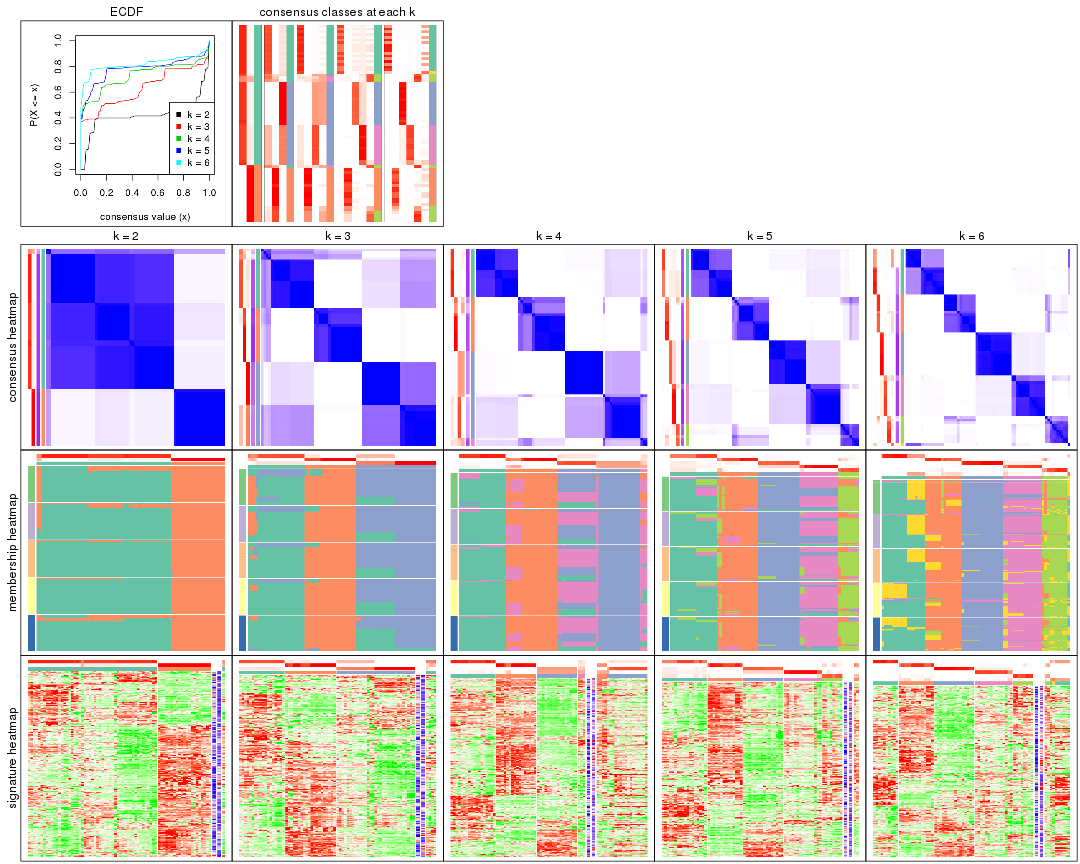 ECDF
consensus classes at each k
P(X <= x)
0.0 0.2 0.4 0.6 0.8 1.0
k = 2
k = 3
k = 4
k = 5
k = 6
0.0 0.2 0.4 0.6 0.8 1.0
consensus value (x)
k = 2
k = 3
k = 4
k = 5
k = 6
consensus heatmap
membership heatmap
signature heatmap